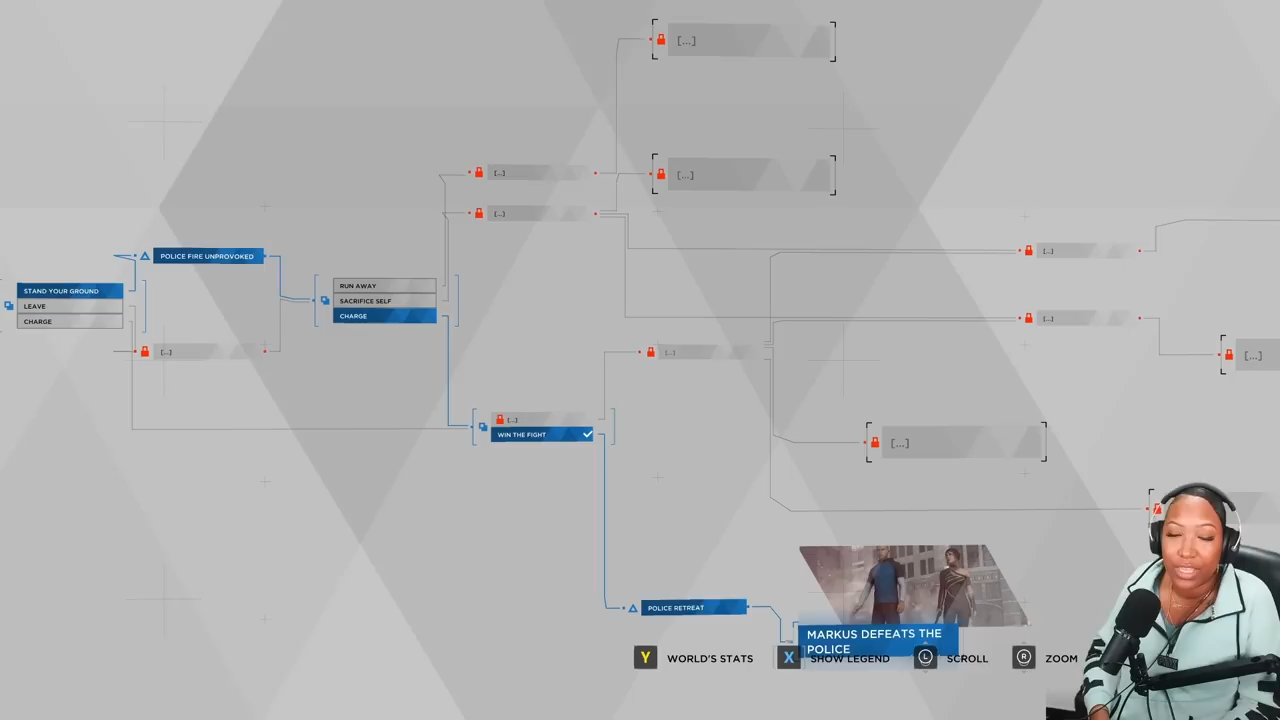 [...]
[...]
[...]
[...]
POLICE FIRE UNPROVOKED
[...]
STAND YOUR GROUND
LEAVE
CHARGE
RUN AWAY
SACRIFICE SELF
CHARGE
[...]
[...]
[...]
[...]
[...]
WIN THE FIGHT
[...]
[...]
POLICE RETREAT
MARKUS DEFEATS THE
POLICE
Y WORLD'S STATS
X SHOW LEGEND
L SCROLL
R ZOOM